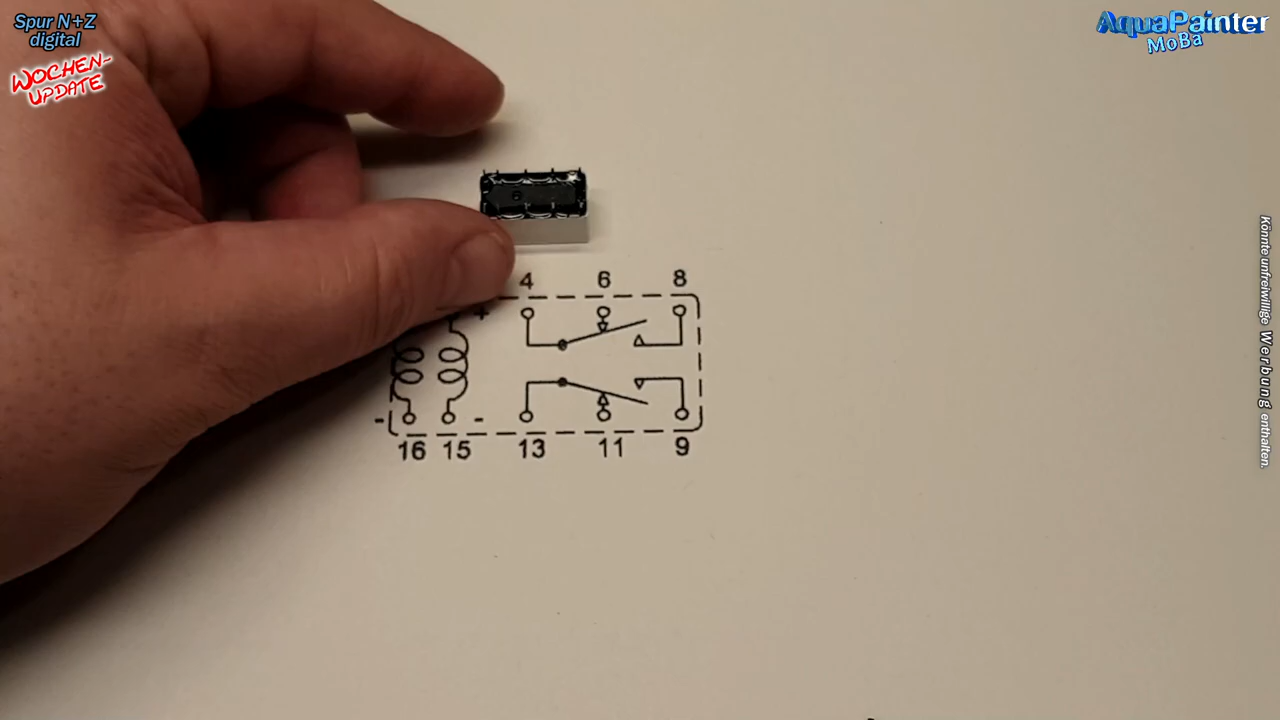 Spur N+Z
digital
WOCHEN-
UPDATE
AquaPainter
MoBa
4 6 8
+
- -
16 15 13 11 9
Könnte unfreiwillige Werbung enthalten.